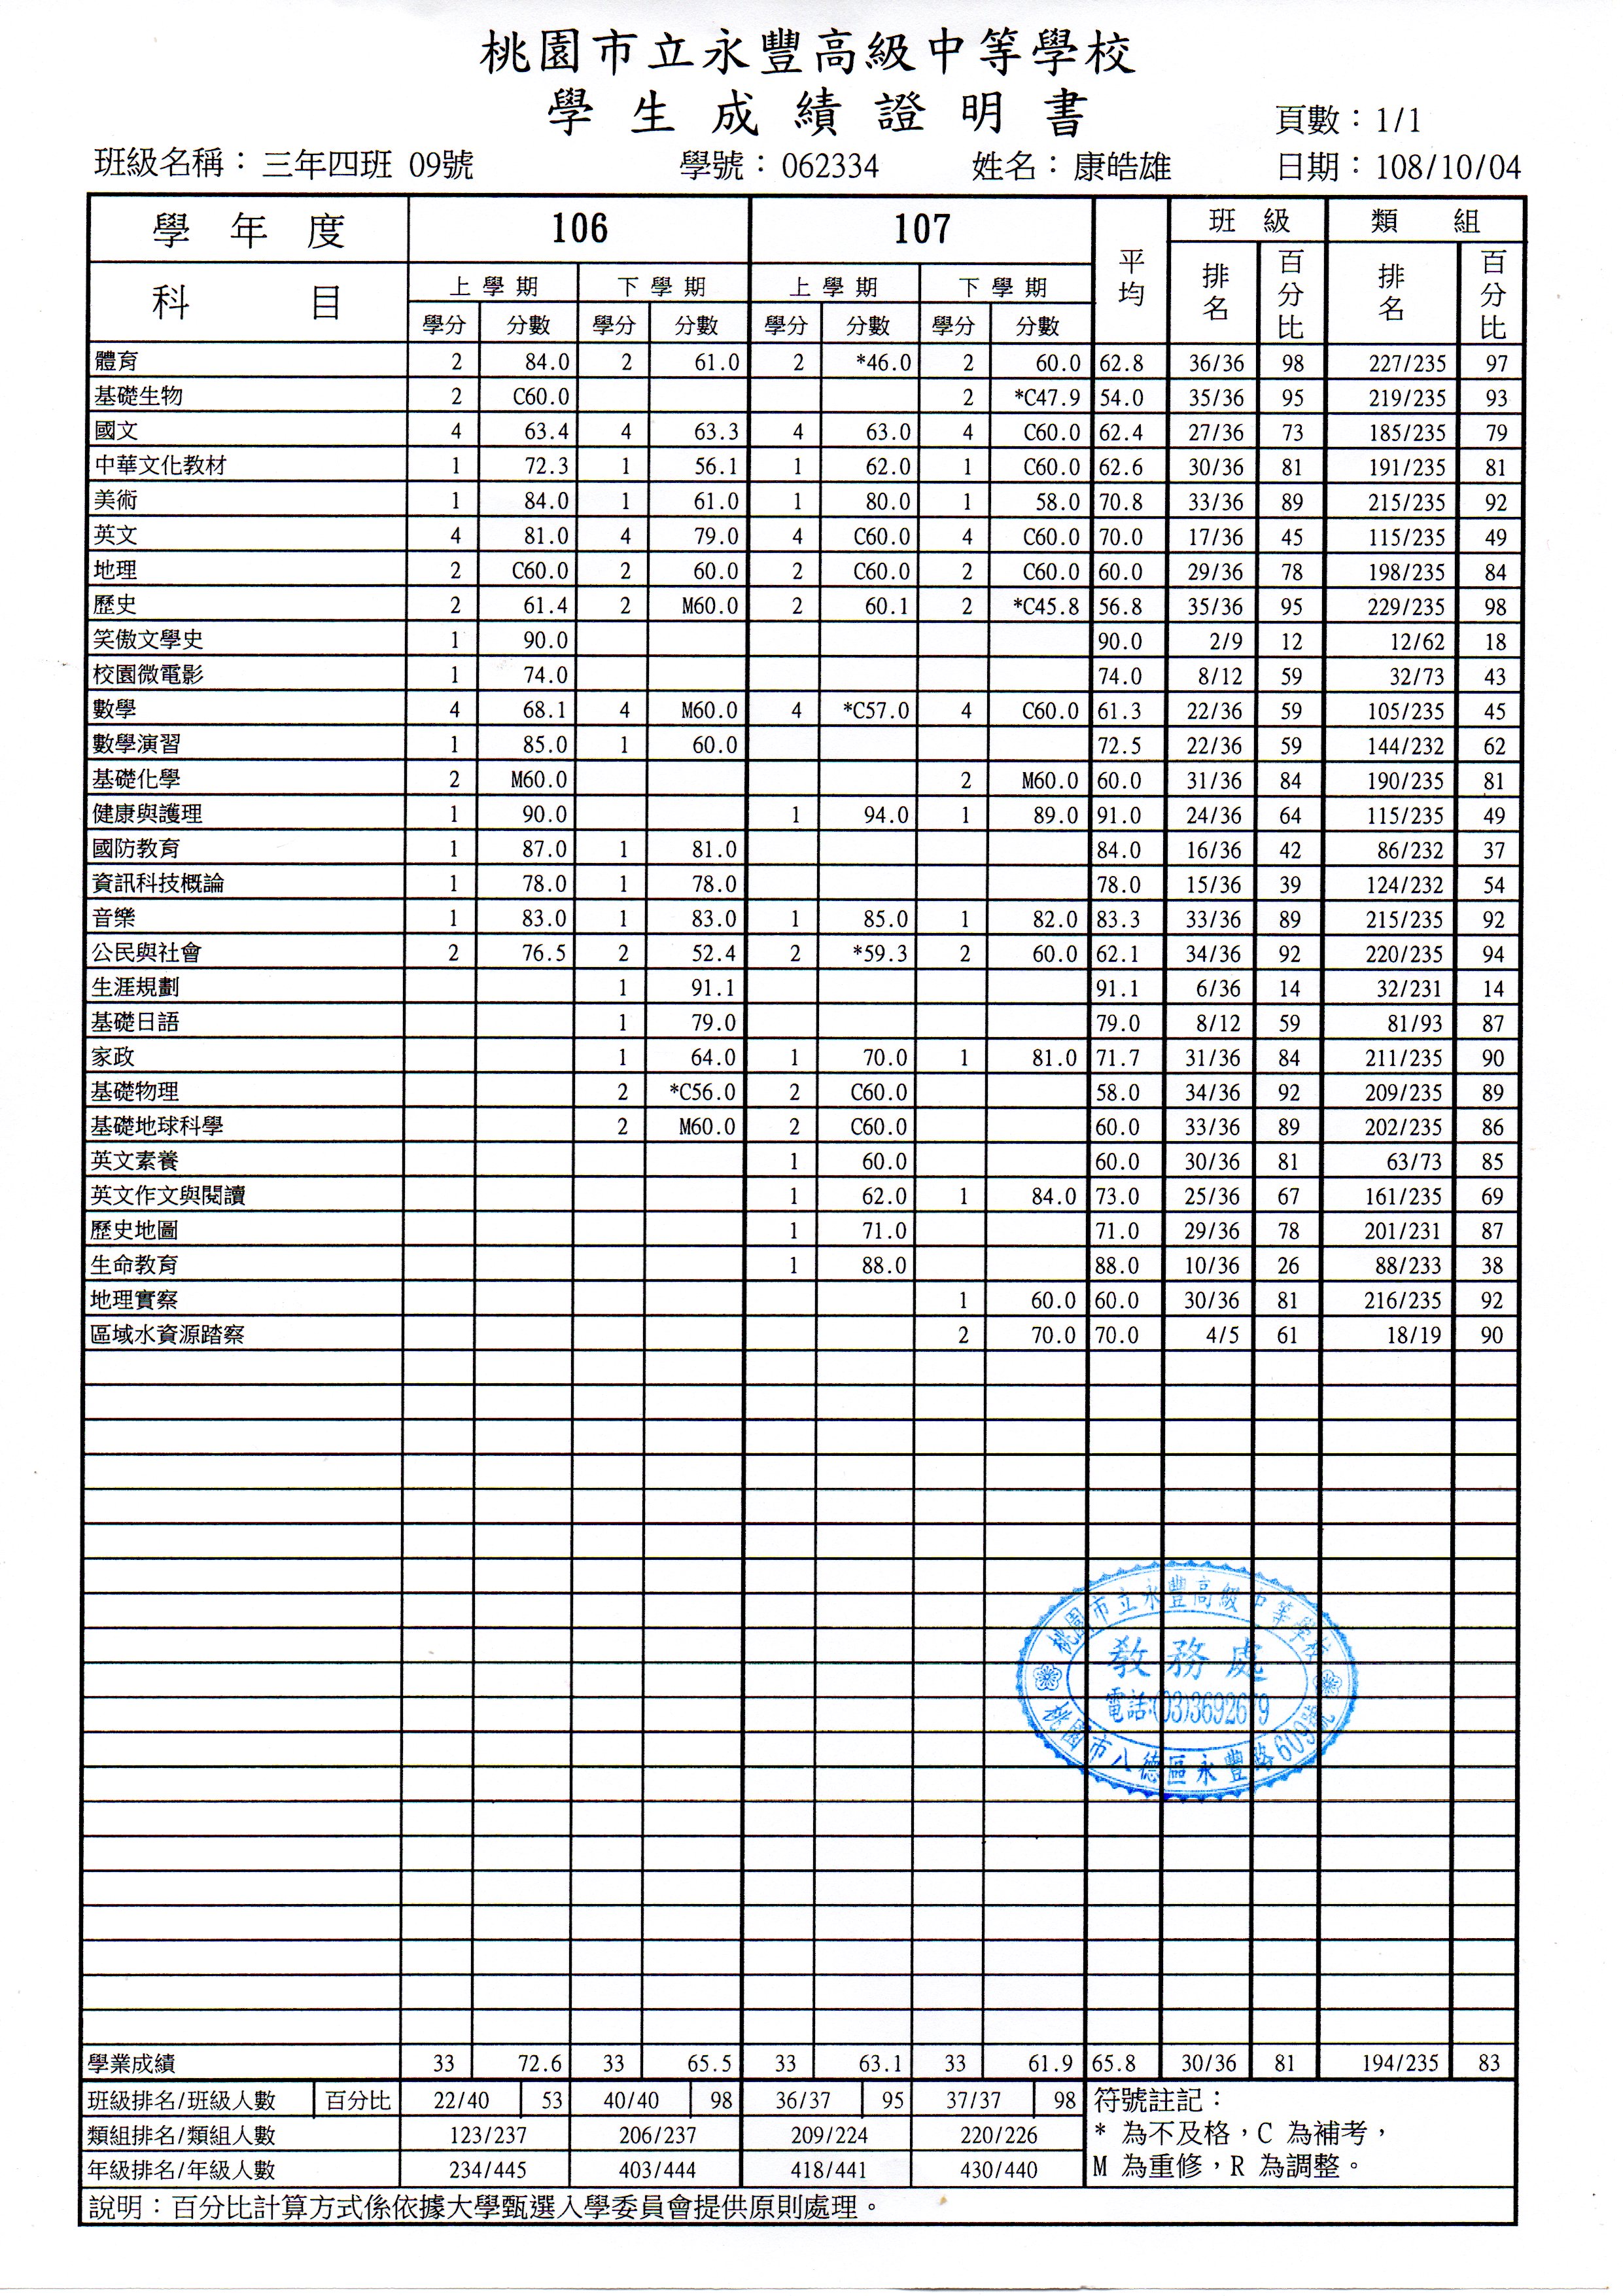 桃園市立永豐高級中等學校
學生成績證明書
頁數：1/1
班級名稱：三年四班 09號 學號：062334 姓名：康皓雄 日期：108/10/04
學年度 106 107 平均 班級 類組
科目 上學期 下學期 上學期 下學期 排名 百分比 排名 百分比
學分 分數 學分 分數 學分 分數 學分 分數
體育 2 84.0 2 61.0 2 *46.0 2 60.0 62.8 36/36 98 227/235 97
基礎生物 2 C60.0 2 *C47.9 54.0 35/36 95 219/235 93
國文 4 63.4 4 63.3 4 63.0 4 C60.0 62.4 27/36 73 185/235 79
中華文化教材 1 72.3 1 56.1 1 62.0 1 C60.0 62.6 30/36 81 191/235 81
美術 1 84.0 1 61.0 1 80.0 1 58.0 70.8 33/36 89 215/235 92
英文 4 81.0 4 79.0 4 C60.0 4 C60.0 70.0 17/36 45 115/235 49
地理 2 C60.0 2 60.0 2 C60.0 2 C60.0 60.0 29/36 78 198/235 84
歷史 2 61.4 2 M60.0 2 60.1 2 *C45.8 56.8 35/36 95 229/235 98
笑傲文學史 1 90.0 90.0 2/9 12 12/62 18
校園微電影 1 74.0 74.0 8/12 59 32/73 43
數學 4 68.1 4 M60.0 4 *C57.0 4 C60.0 61.3 22/36 59 105/235 45
數學演習 1 85.0 1 60.0 72.5 22/36 59 144/232 62
基礎化學 2 M60.0 2 M60.0 60.0 31/36 84 190/235 81
健康與護理 1 90.0 1 94.0 1 89.0 91.0 24/36 64 115/235 49
國防教育 1 87.0 1 81.0 84.0 16/36 42 86/232 37
資訊科技概論 1 78.0 1 78.0 78.0 15/36 39 124/232 54
音樂 1 83.0 1 83.0 1 85.0 1 82.0 83.3 33/36 89 215/235 92
公民與社會 2 76.5 2 52.4 2 *59.3 2 60.0 62.1 34/36 92 220/235 94
生涯規劃 1 91.1 91.1 6/36 14 32/231 14
基礎日語 1 79.0 79.0 8/12 59 81/93 87
家政 1 64.0 1 70.0 1 81.0 71.7 31/36 84 211/235 90
基礎物理 2 *C56.0 2 C60.0 58.0 34/36 92 209/235 89
基礎地球科學 2 M60.0 2 C60.0 60.0 33/36 89 202/235 86
英文素養 1 60.0 60.0 30/36 81 63/73 85
英文作文與閱讀 1 62.0 1 84.0 73.0 25/36 67 161/235 69
歷史地圖 1 71.0 71.0 29/36 78 201/231 87
生命教育 1 88.0 88.0 10/36 26 88/233 38
地理實察 1 60.0 60.0 30/36 81 216/235 92
區域水資源踏察 2 70.0 70.0 4/5 61 18/19 90
桃園市立永豐高級中等學校
教務處
電話:(03)3692679
桃園市八德區永豐路609號
學業成績 33 72.6 33 65.5 33 63.1 33 61.9 65.8 30/36 81 194/235 83
班級排名/班級人數 百分比 22/40 53 40/40 98 36/37 95 37/37 98 符號註記：
類組排名/類組人數 123/237 206/237 209/224 220/226 * 為不及格，C 為補考，
年級排名/年級人數 234/445 403/444 418/441 430/440 M 為重修，R 為調整。
說明：百分比計算方式係依據大學甄選入學委員會提供原則處理。